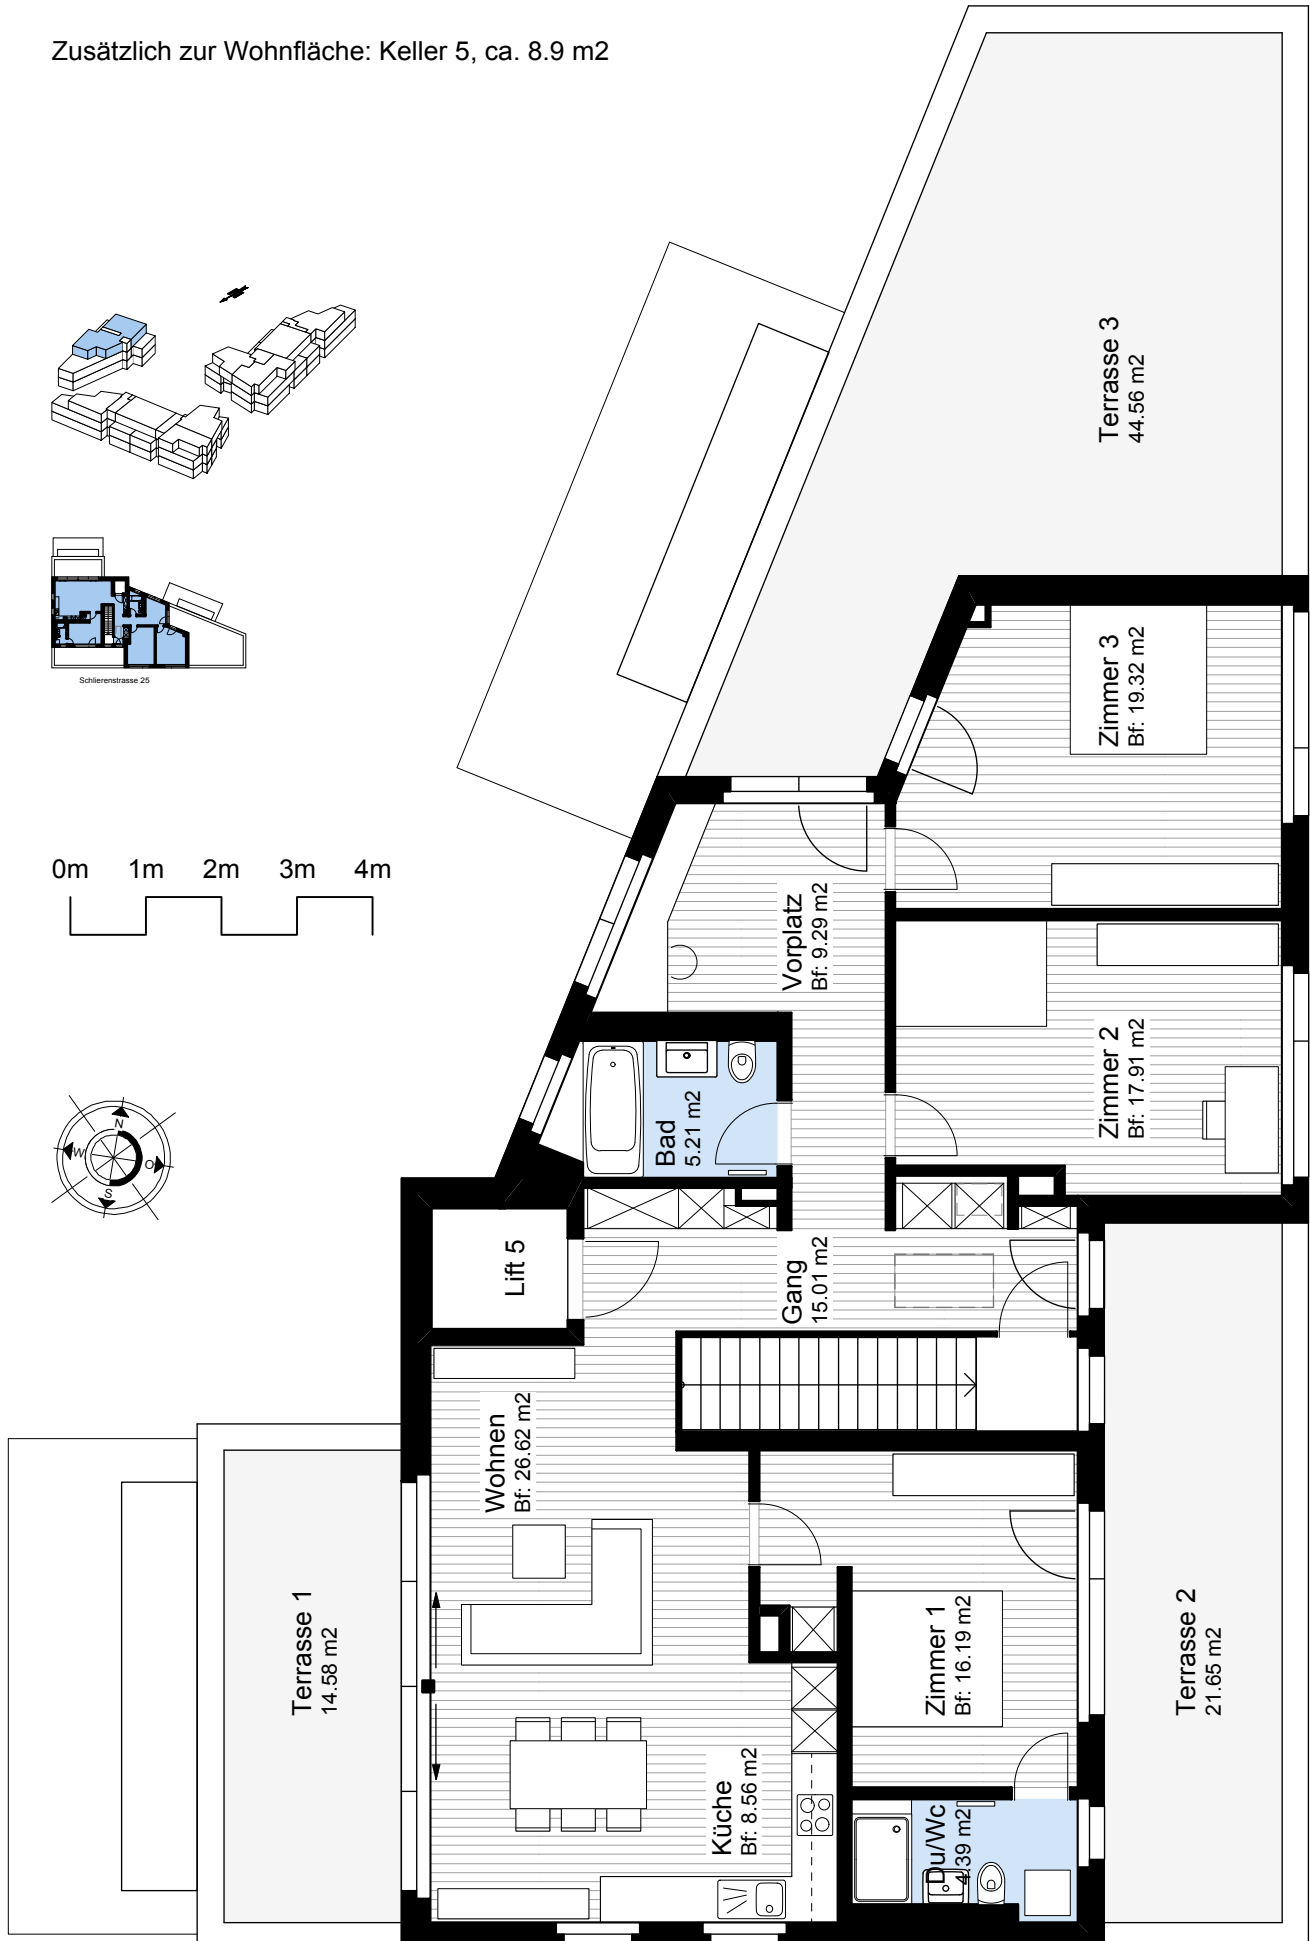 Zusätzlich zur Wohnfläche: Keller 5, ca. 8.9 m2
Schlierenstrasse 25
0m 1m 2m 3m 4m
N
W
O
S
Terrasse 3
44.56 m2
Zimmer 3
Bf: 19.32 m2
Vorplatz
Bf: 9.29 m2
Zimmer 2
Bf: 17.91 m2
Bad
5.21 m2
Lift 5
Gang
15.01 m2
Wohnen
Bf: 26.62 m2
Terrasse 1
14.58 m2
Zimmer 1
Bf: 16.19 m2
Terrasse 2
21.65 m2
Küche
Bf: 8.56 m2
Du/Wc
4.39 m2